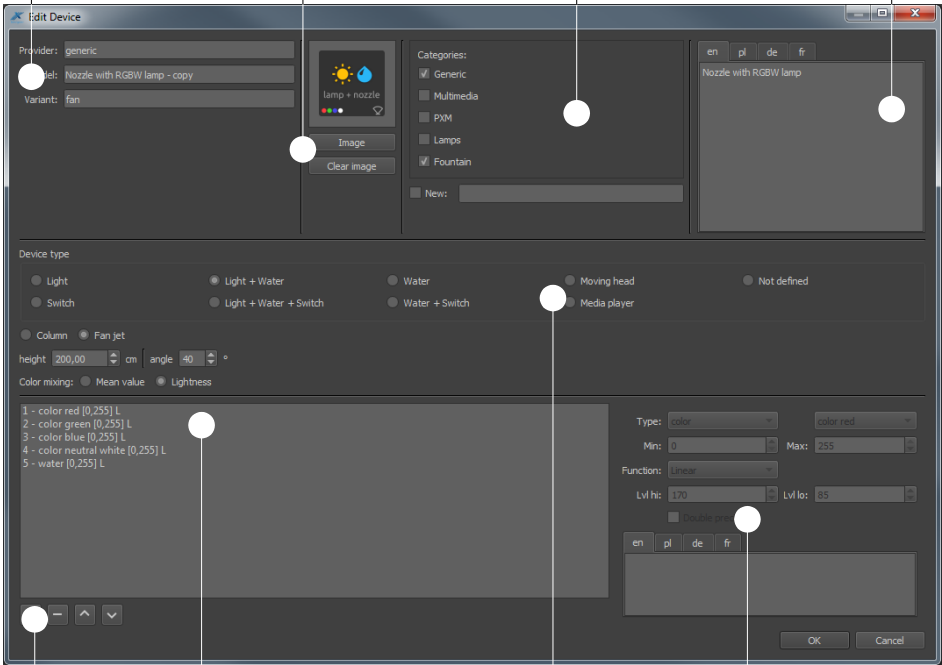 Edit Device
Provider: generic
del: Nozzle with RGBW lamp - copy
Variant: fan
lamp + nozzle
Image
Clear image
Categories:
Generic
Multimedia
PXM
Lamps
Fountain
New:
en pl de fr
Nozzle with RGBW lamp
Device type
Light Light + Water Water Moving head Not defined
Switch Light + Water + Switch Water + Switch Media player
Column Fan jet
height 200,00 cm angle 40 °
Color mixing: Mean value Lightness
1 - color red [0,255] L
2 - color green [0,255] L
3 - color blue [0,255] L
4 - color neutral white [0,255] L
5 - water [0,255] L
Type: color color red
Min: 0 Max: 255
Function: Linear
Lvl hi: 170 Lvl lo: 85
Double
en pl de fr
OK Cancel